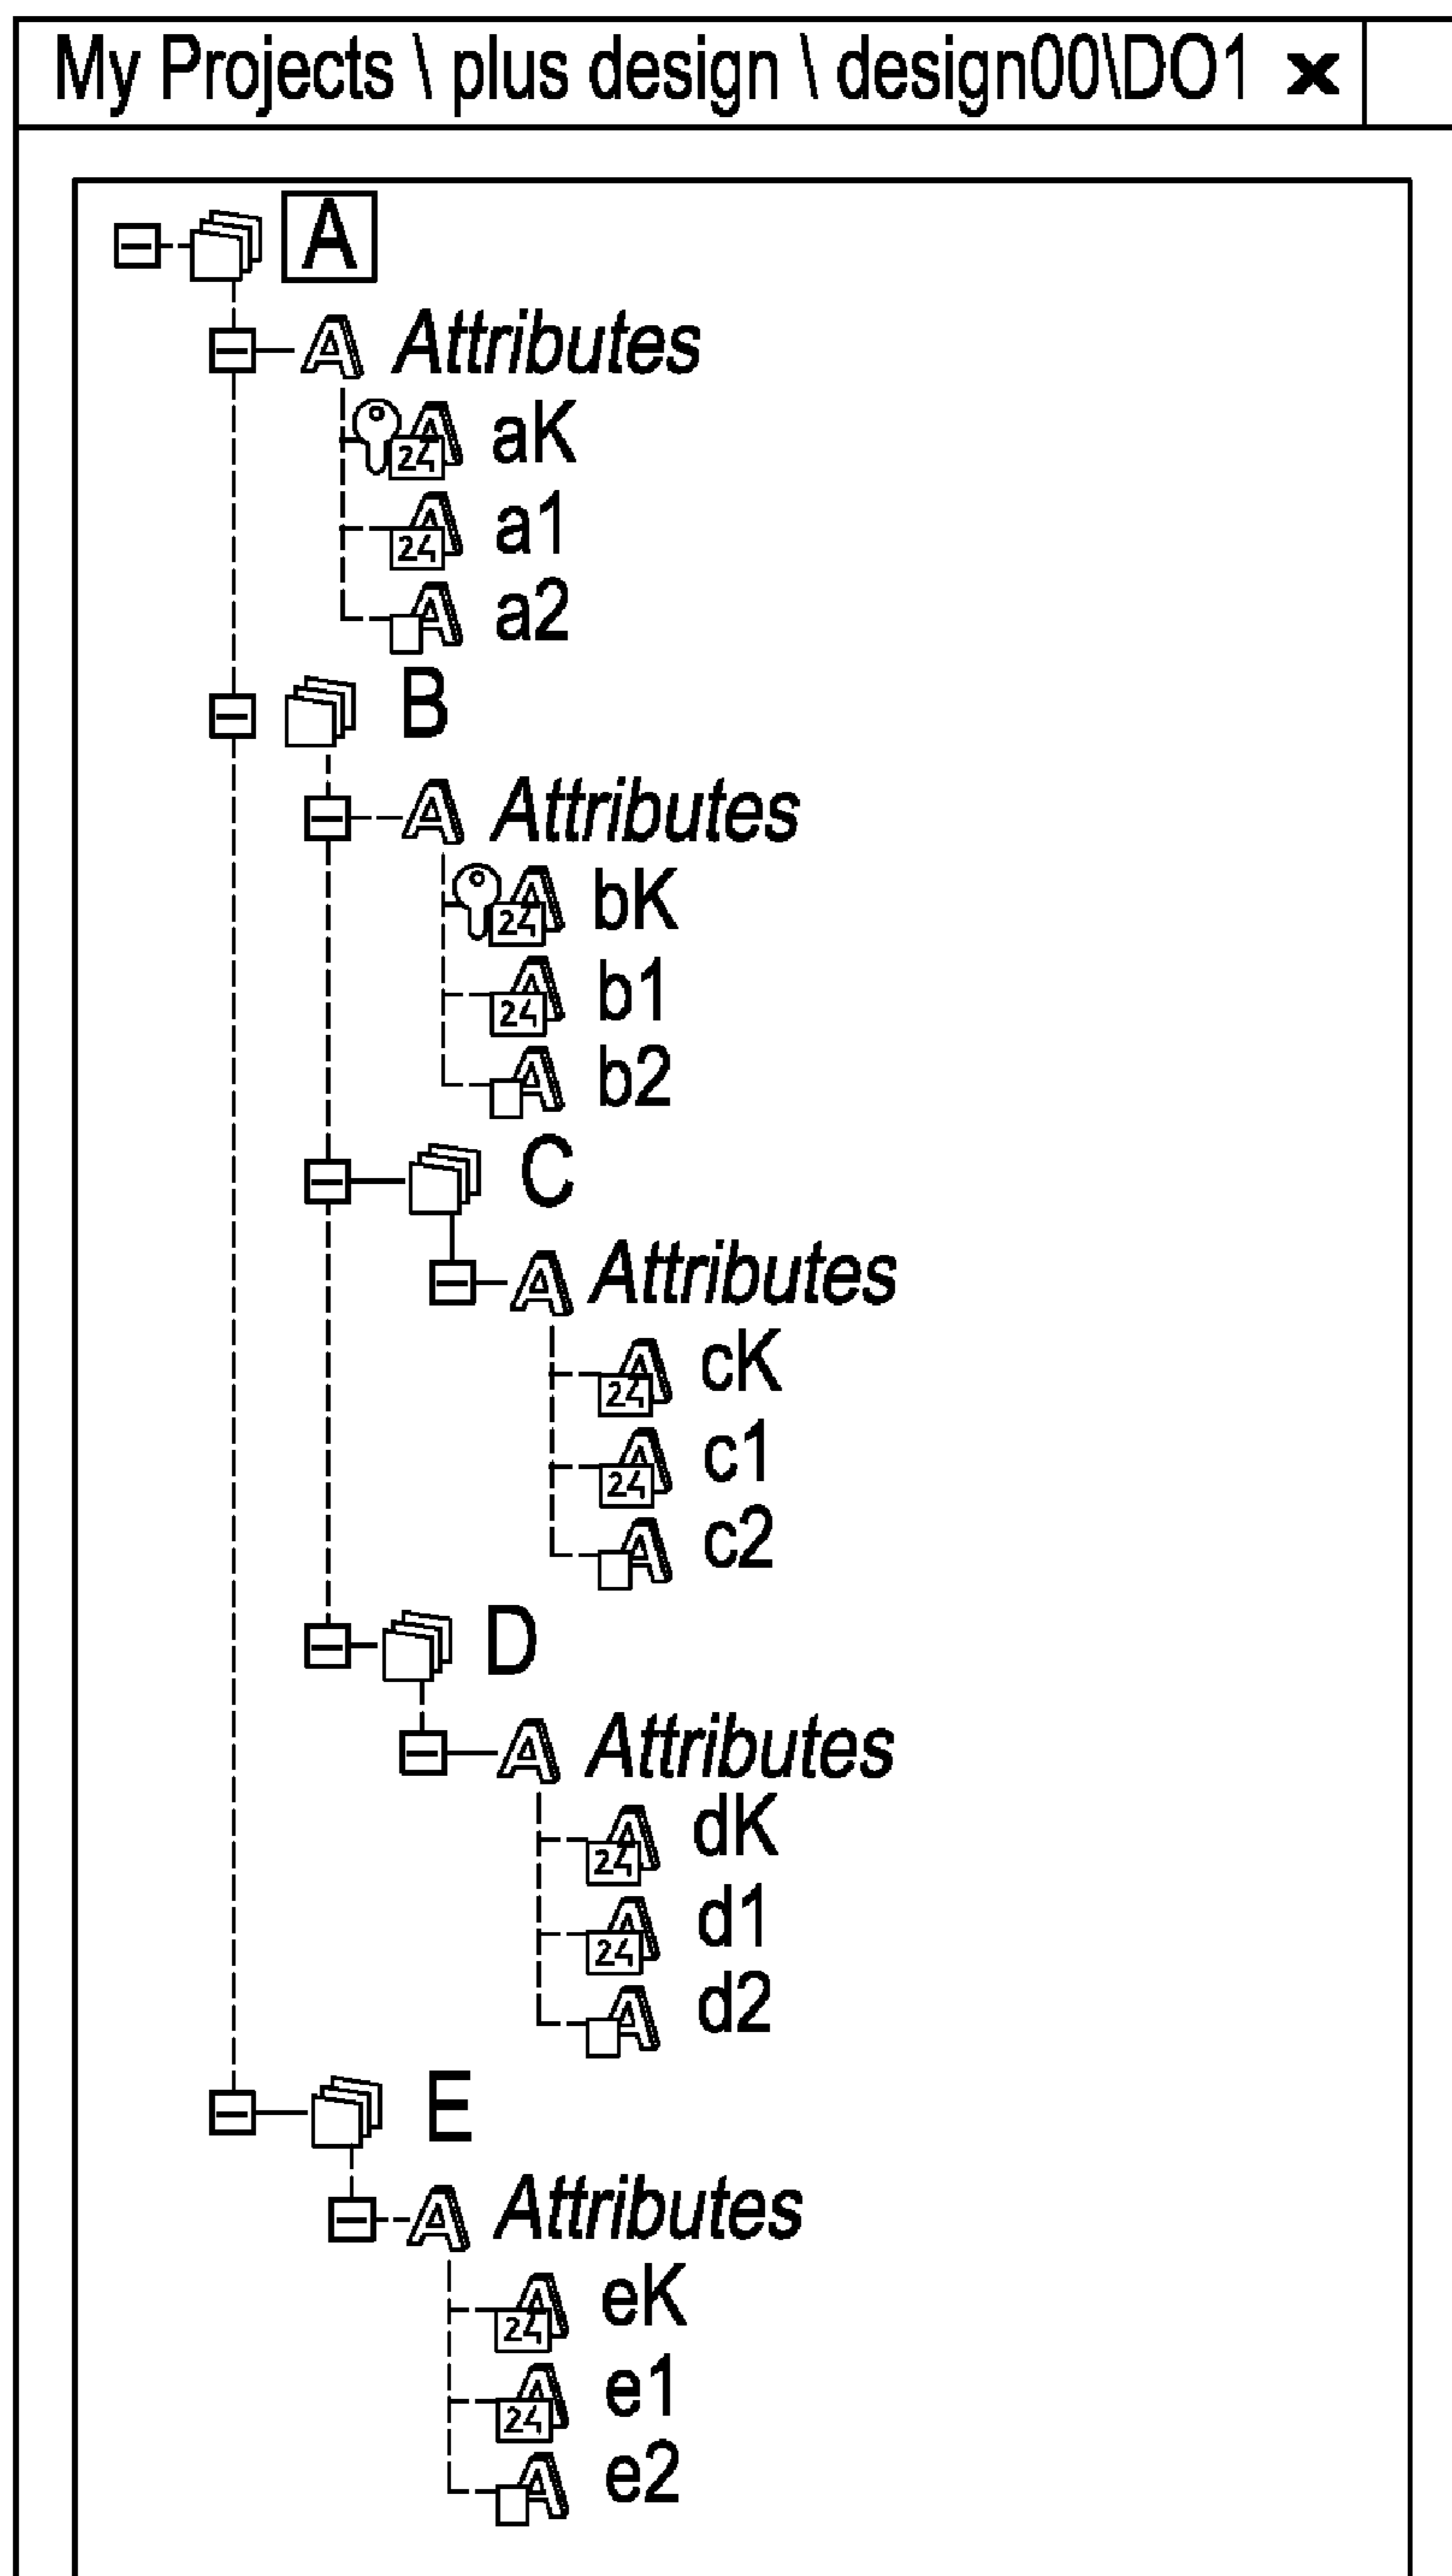 My Projects \ plus design \ design00\DO1 x
A
A Attributes
24 A aK
24 A a1
A a2
B
A Attributes
24 A bK
24 A b1
A b2
C
A Attributes
24 A cK
24 A c1
A c2
D
A Attributes
24 A dK
24 A d1
A d2
E
A Attributes
24 A eK
24 A e1
A e2